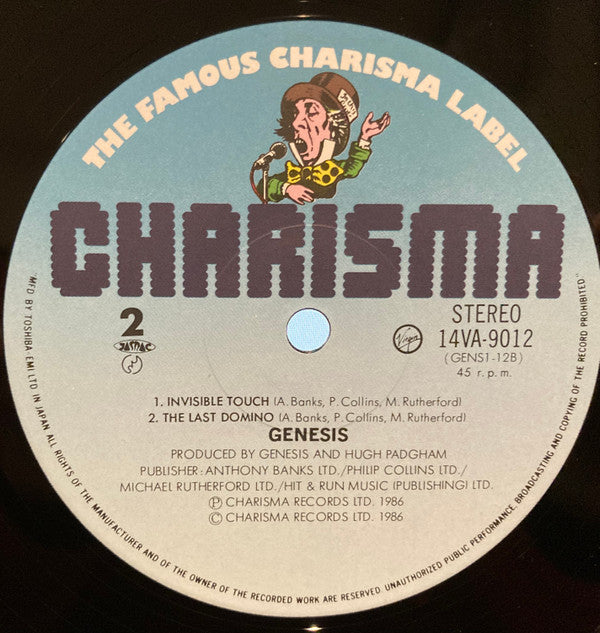 THE FAMOUS CHARISMA LABEL
CHARISMA
2
JASRAC
STEREO
Virgin
14VA-9012
(GENS1-12B)
45 r.p.m.
1. INVISIBLE TOUCH (A. Banks, P. Collins, M. Rutherford)
2. THE LAST DOMINO (A. Banks, P. Collins, M. Rutherford)
GENESIS
PRODUCED BY GENESIS AND HUGH PADGHAM
PUBLISHER: ANTHONY BANKS LTD./PHILIP COLLINS LTD./
MICHAEL RUTHERFORD LTD./HIT & RUN MUSIC (PUBLISHING) LTD.
Ⓟ CHARISMA RECORDS LTD. 1986
© CHARISMA RECORDS LTD. 1986
MFD BY TOSHIBA-EMI LTD. IN JAPAN ALL RIGHTS OF THE MANUFACTURER AND OF THE OWNER OF THE RECORDED WORK ARE RESERVED. UNAUTHORIZED PUBLIC PERFORMANCE, BROADCASTING AND COPYING OF THE RECORD PROHIBITED"